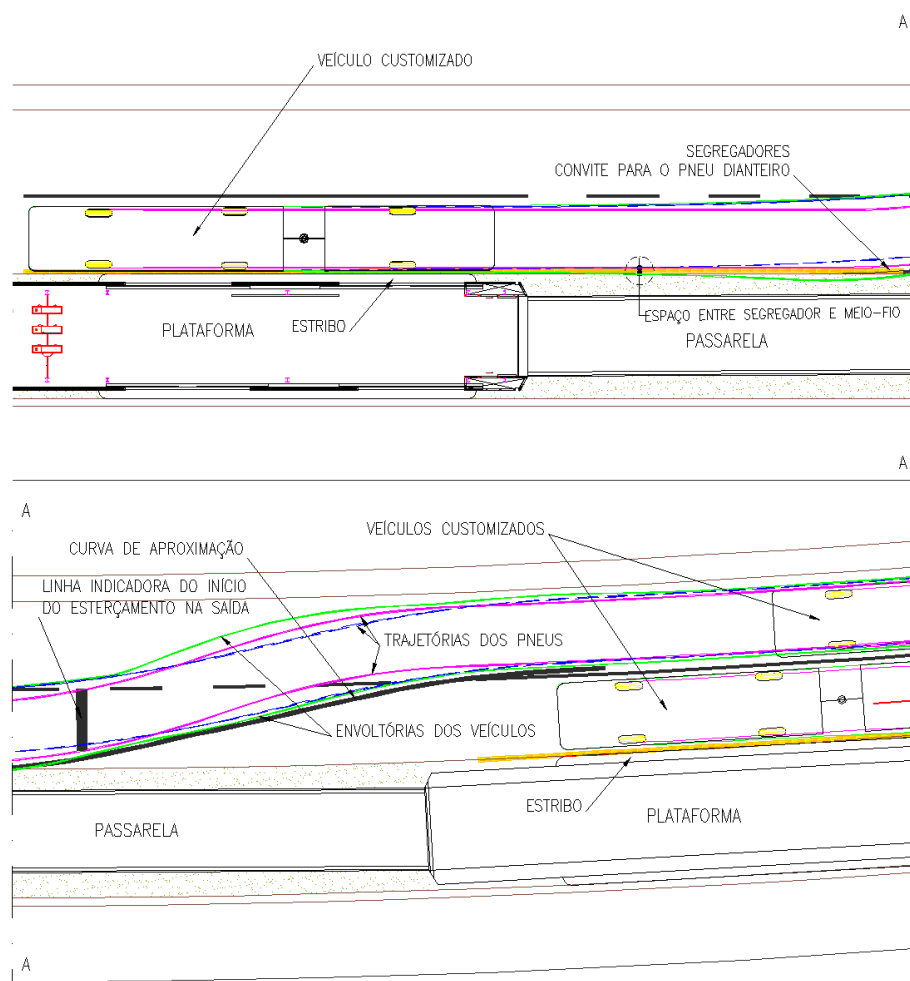 A
VEÍCULO CUSTOMIZADO
SEGREGADORES
CONVITE PARA O PNEU DIANTEIRO
PLATAFORMA
ESTRIBO
ESPAÇO ENTRE SEGREGADOR E MEIO-FIO
PASSARELA
A
A
VEÍCULOS CUSTOMIZADOS
CURVA DE APROXIMAÇÃO
LINHA INDICADORA DO INÍCIO
DO ESTERÇAMENTO NA SAÍDA
TRAJETÓRIAS DOS PNEUS
ENVOLTÓRIAS DOS VEÍCULOS
ESTRIBO
PLATAFORMA
PASSARELA
A